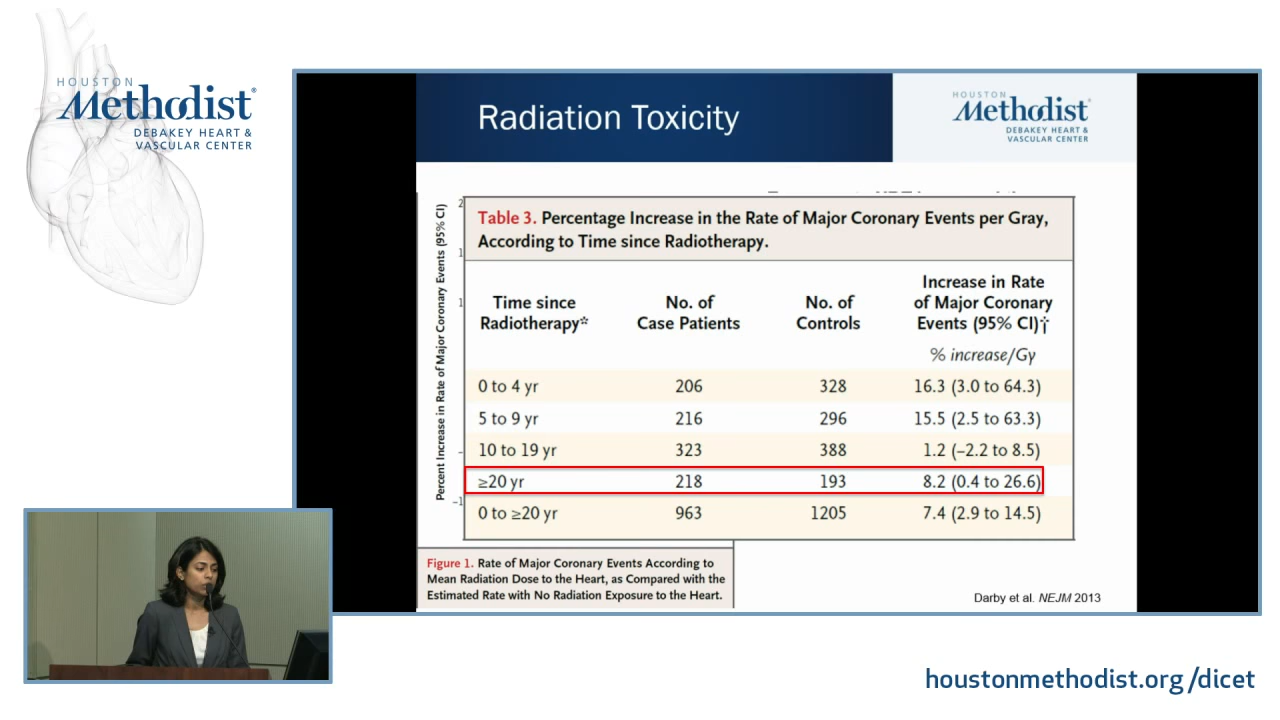 HOUSTON
Methodist®
DEBAKEY HEART &
VASCULAR CENTER
Radiation Toxicity
HOUSTON
Methodist
DEBAKEY HEART &
VASCULAR CENTER
Percent Increase in Rate of Major Coronary Events (95% CI)
Table 3. Percentage Increase in the Rate of Major Coronary Events per Gray,
According to Time since Radiotherapy.
Time since Radiotherapy* No. of Case Patients No. of Controls Increase in Rate of Major Coronary Events (95% CI)†
% increase/Gy
0 to 4 yr 206 328 16.3 (3.0 to 64.3)
5 to 9 yr 216 296 15.5 (2.5 to 63.3)
10 to 19 yr 323 388 1.2 (–2.2 to 8.5)
≥20 yr 218 193 8.2 (0.4 to 26.6)
0 to ≥20 yr 963 1205 7.4 (2.9 to 14.5)
Figure 1. Rate of Major Coronary Events According to
Mean Radiation Dose to the Heart, as Compared with the
Estimated Rate with No Radiation Exposure to the Heart.
Darby et al. NEJM 2013
houstonmethodist.org/dicet